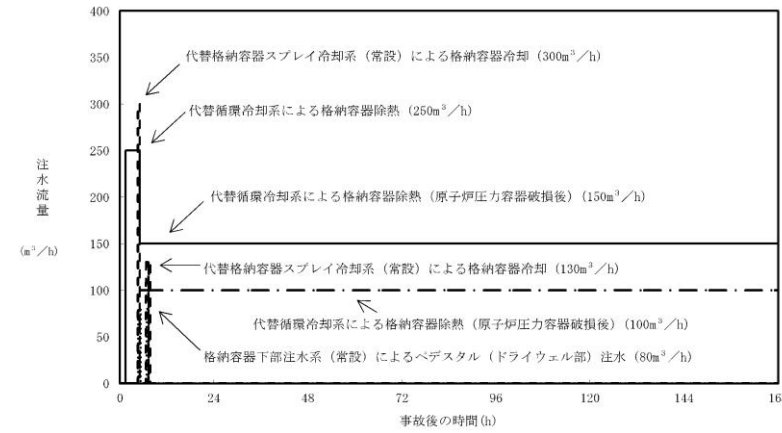 400
代替格納容器スプレイ冷却系（常設）による格納容器冷却（300m³／h）
350
300
代替循環冷却系による格納容器除熱（250m³／h）
250
注水流量
(m³／h)
200
代替循環冷却系による格納容器除熱（原子炉圧力容器破損後）（150m³／h）
150
代替格納容器スプレイ冷却系（常設）による格納容器冷却（130m³／h）
100
代替循環冷却系による格納容器除熱（原子炉圧力容器破損後）（100m³／h）
50
格納容器下部注水系（常設）によるペデスタル（ドライウェル部）注水（80m³／h）
0
0 24 48 72 96 120 144 16
事故後の時間(h)